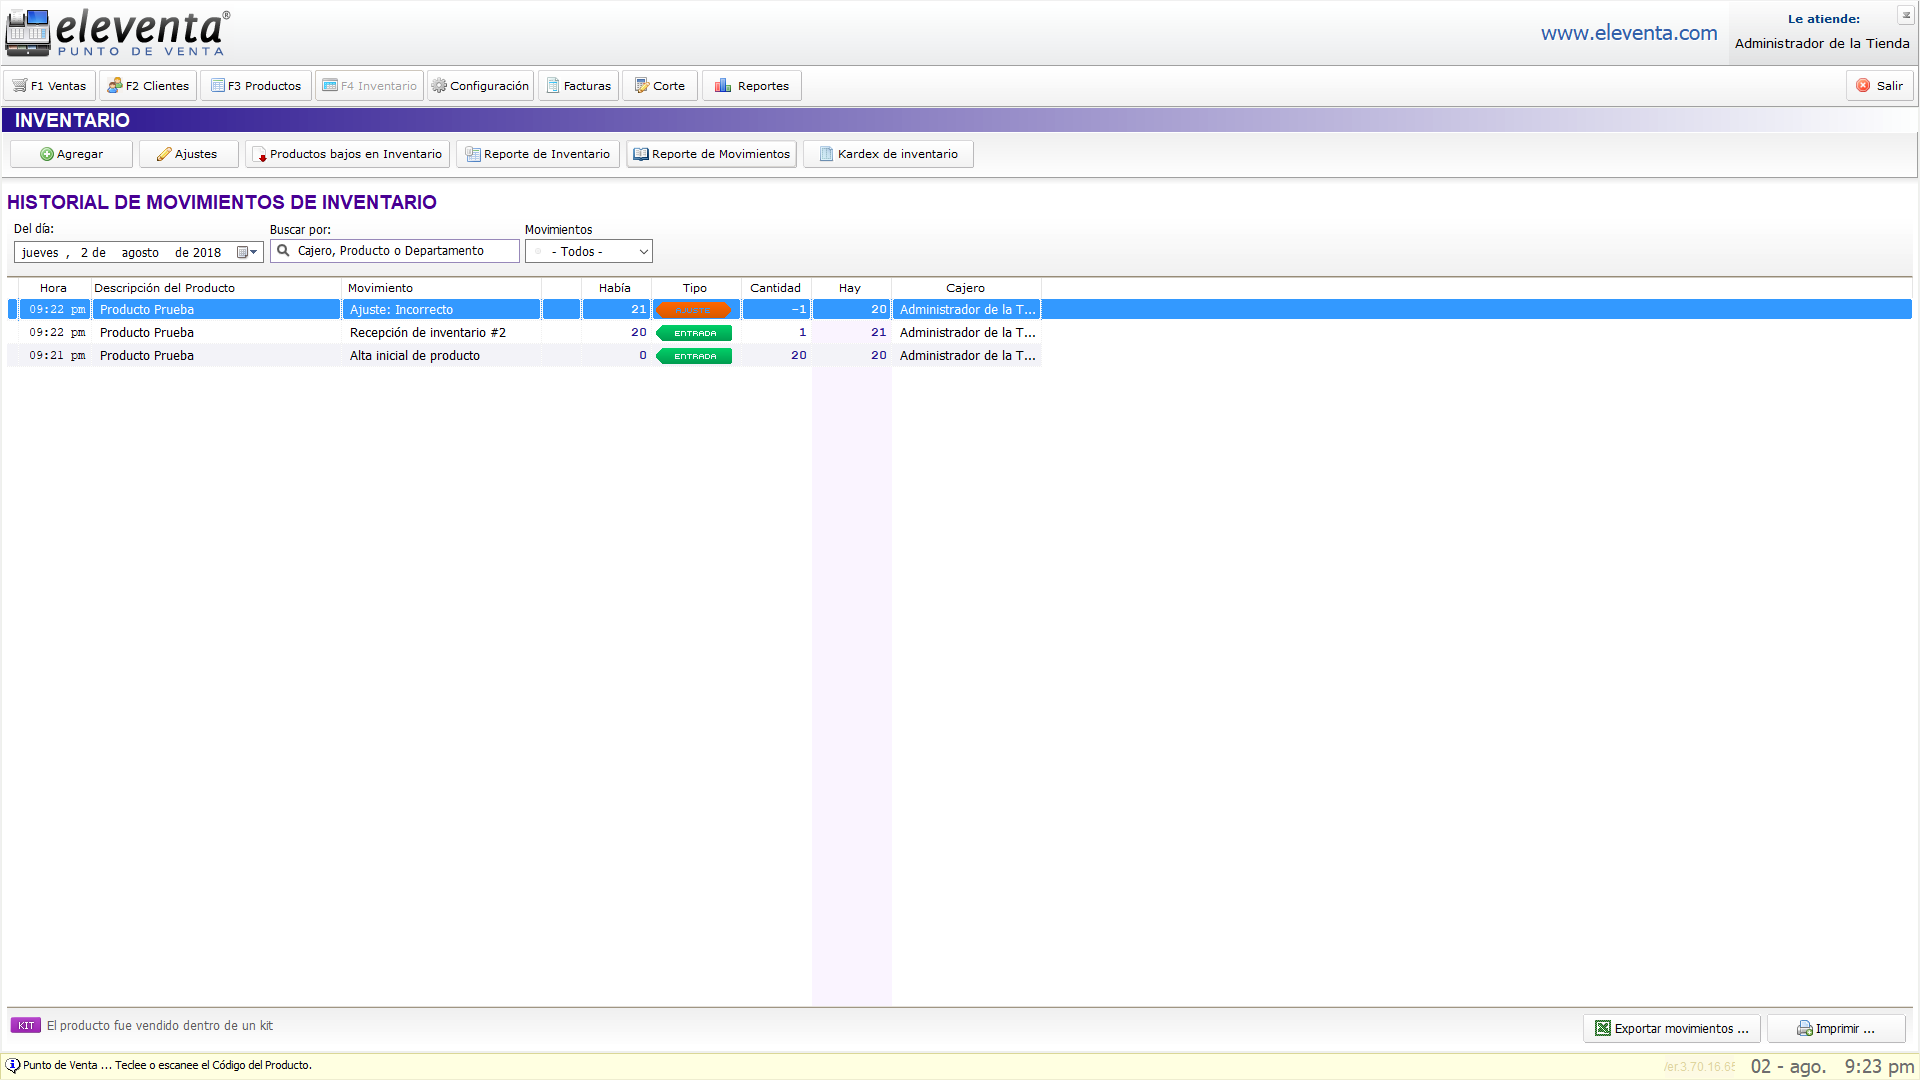 eleventa®
PUNTO DE VENTA
www.eleventa.com
Le atiende:
Administrador de la Tienda
F1 Ventas
F2 Clientes
F3 Productos
F4 Inventario
Configuración
Facturas
Corte
Reportes
Salir
INVENTARIO
Agregar
Ajustes
Productos bajos en Inventario
Reporte de Inventario
Reporte de Movimientos
Kardex de inventario
HISTORIAL DE MOVIMIENTOS DE INVENTARIO
Del día:
Buscar por:
Movimientos
jueves , 2 de agosto de 2018
Cajero, Producto o Departamento
- Todos -
Hora Descripción del Producto Movimiento Había Tipo Cantidad Hay Cajero
09:22 pm Producto Prueba Ajuste: Incorrecto 21 AJUSTE -1 20 Administrador de la T...
09:22 pm Producto Prueba Recepción de inventario #2 20 ENTRADA 1 21 Administrador de la T...
09:21 pm Producto Prueba Alta inicial de producto 0 ENTRADA 20 20 Administrador de la T...
KIT El producto fue vendido dentro de un kit
Exportar movimientos ...
Imprimir ...
Punto de Venta ... Teclee o escanee el Código del Producto.
02 - ago. 9:23 pm